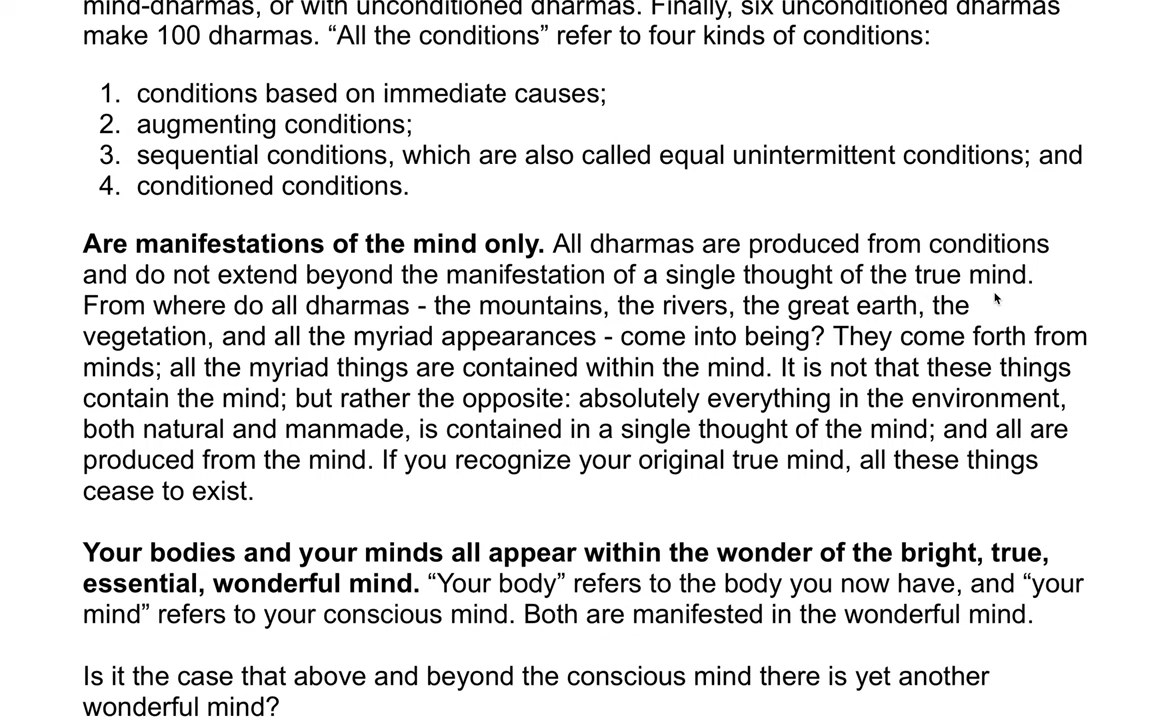 mind-dharmas, or with unconditioned dharmas. Finally, six unconditioned dharmas
make 100 dharmas. “All the conditions” refer to four kinds of conditions:
1. conditions based on immediate causes;
2. augmenting conditions;
3. sequential conditions, which are also called equal unintermittent conditions; and
4. conditioned conditions.
Are manifestations of the mind only. All dharmas are produced from conditions
and do not extend beyond the manifestation of a single thought of the true mind.
From where do all dharmas - the mountains, the rivers, the great earth, the
vegetation, and all the myriad appearances - come into being? They come forth from
minds; all the myriad things are contained within the mind. It is not that these things
contain the mind; but rather the opposite: absolutely everything in the environment,
both natural and manmade, is contained in a single thought of the mind; and all are
produced from the mind. If you recognize your original true mind, all these things
cease to exist.
Your bodies and your minds all appear within the wonder of the bright, true,
essential, wonderful mind. “Your body” refers to the body you now have, and “your
mind” refers to your conscious mind. Both are manifested in the wonderful mind.
Is it the case that above and beyond the conscious mind there is yet another
wonderful mind?